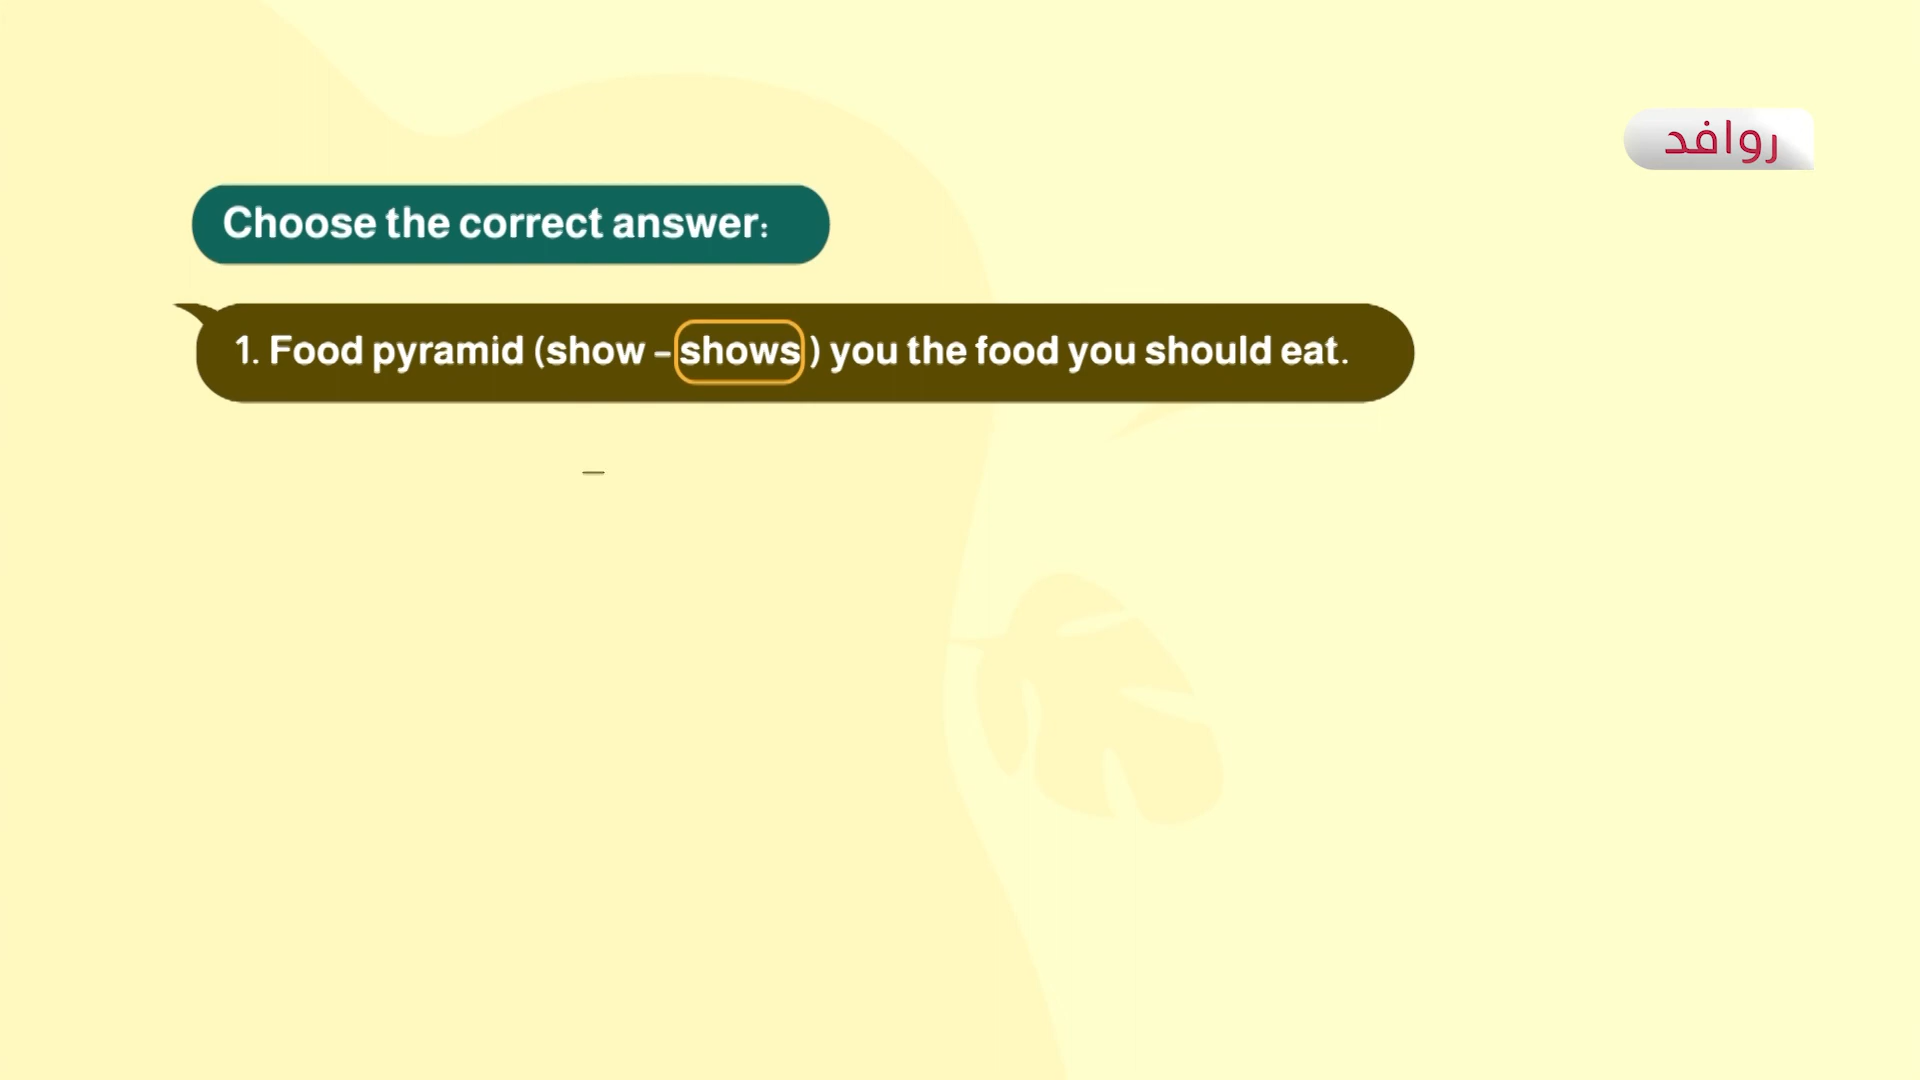 روافد
Choose the correct answer:
1. Food pyramid (show – shows) you the food you should eat.